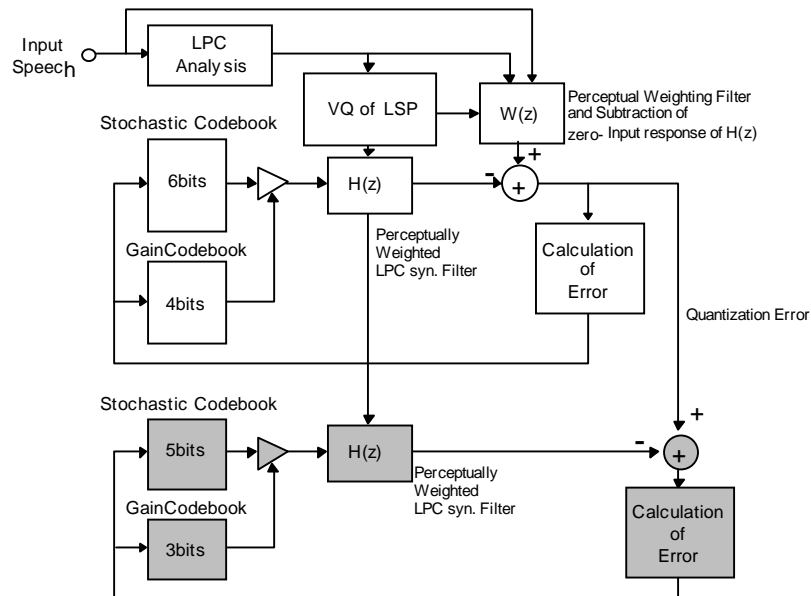 Input
Speech
LPC
Analysis
VQ of LSP
W(z)
Perceptual Weighting Filter
and Subtraction of
zero- Input response of H(z)
Stochastic Codebook
6bits
H(z)
-
+
+
GainCodebook
4bits
Perceptually
Weighted
LPC syn. Filter
Calculation
of
Error
Quantization Error
Stochastic Codebook
5bits
H(z)
-
+
+
Perceptually
Weighted
LPC syn. Filter
GainCodebook
3bits
Calculation
of
Error